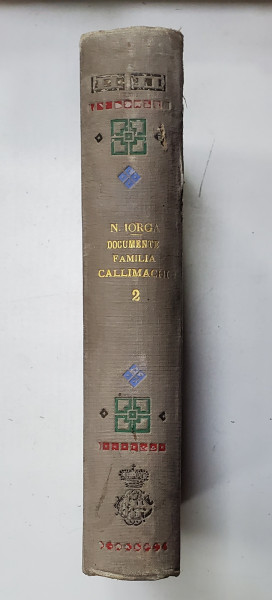 N. IORGA
DOCUMENTE
FAMILIA
CALLIMACHI
2